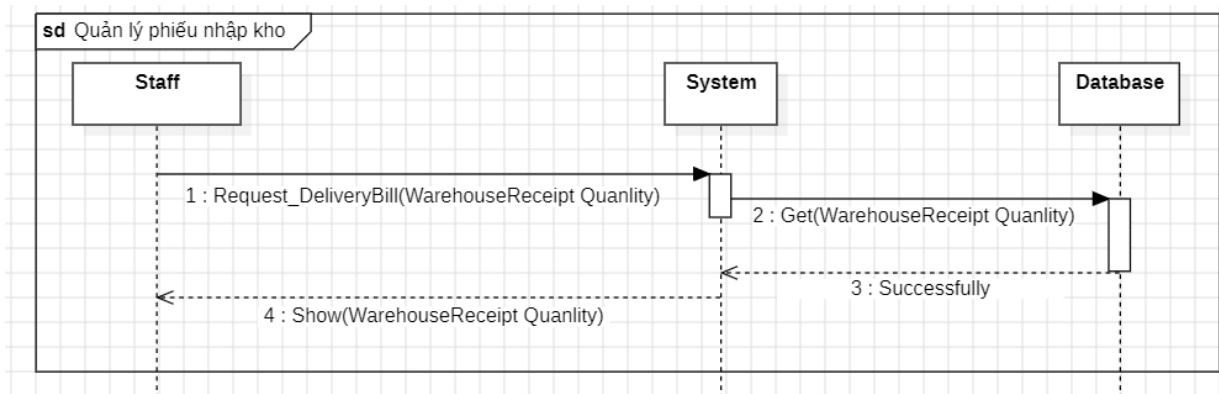 sd Quản lý phiếu nhập kho
Staff
System
Database
1 : Request_DeliveryBill(WarehouseReceipt Quanlity)
2 : Get(WarehouseReceipt Quanlity)
3 : Successfully
4 : Show(WarehouseReceipt Quanlity)